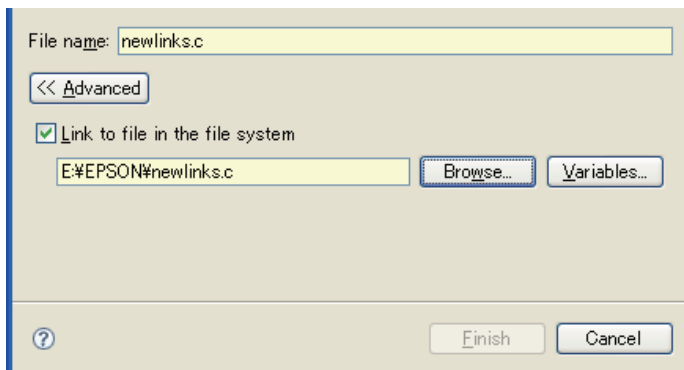 File name: newlinks.c
<< Advanced
Link to file in the file system
E:¥EPSON¥newlinks.c Browse... Variables...
? Finish Cancel